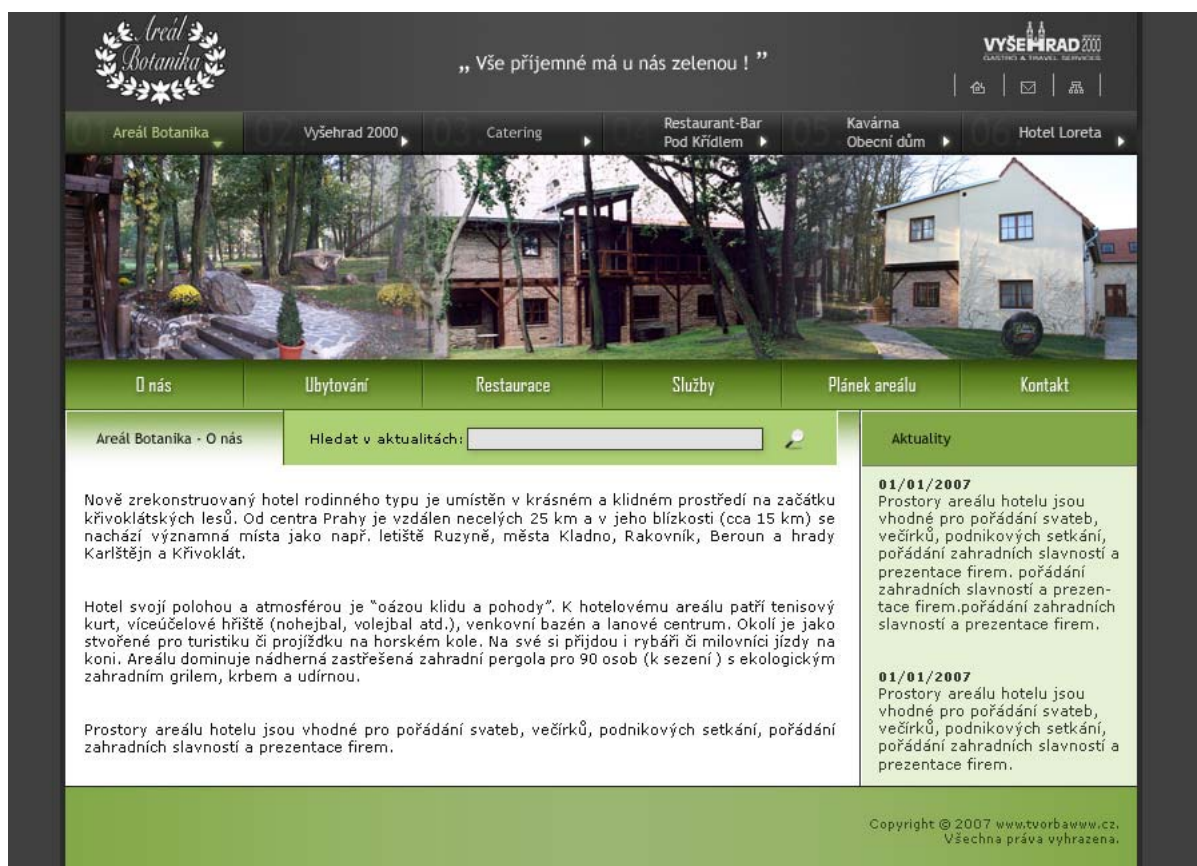 Areál
Botanika
„ Vše příjemné má u nás zelenou ! ”
VYŠEHRAD 2000
GASTRO & TRAVEL SERVICES
01. Areál Botanika
02. Vyšehrad 2000
03. Catering
04. Restaurant-Bar
Pod Křídlem
05. Kavárna
Obecní dům
06. Hotel Loreta
O nás
Ubytování
Restaurace
Služby
Plánek areálu
Kontakt
Areál Botanika - O nás
Hledat v aktualitách:
Nově zrekonstruovaný hotel rodinného typu je umístěn v krásném a klidném prostředí na začátku
křivoklátských lesů. Od centra Prahy je vzdálen necelých 25 km a v jeho blízkosti (cca 15 km) se
nachází významná místa jako např. letiště Ruzyně, města Kladno, Rakovník, Beroun a hrady
Karlštějn a Křivoklát.
Hotel svojí polohou a atmosférou je “oázou klidu a pohody”. K hotelovému areálu patří tenisový
kurt, víceúčelové hřiště (nohejbal, volejbal atd.), venkovní bazén a lanové centrum. Okolí je jako
stvořené pro turistiku či projížďku na horském kole. Na své si přijdou i rybáři či milovníci jízdy na
koni. Areálu dominuje nádherná zastřešená zahradní pergola pro 90 osob (k sezení ) s ekologickým
zahradním grilem, krbem a udírnou.
Prostory areálu hotelu jsou vhodné pro pořádání svateb, večírků, podnikových setkání, pořádání
zahradních slavností a prezentace firem.
Aktuality
01/01/2007
Prostory areálu hotelu jsou
vhodné pro pořádání svateb,
večírků, podnikových setkání,
pořádání zahradních slavností a
prezentace firem. pořádání
zahradních slavností a prezen-
tace firem.pořádání zahradních
slavností a prezentace firem.
01/01/2007
Prostory areálu hotelu jsou
vhodné pro pořádání svateb,
večírků, podnikových setkání,
pořádání zahradních slavností a
prezentace firem.
Copyright @ 2007 www.tvorbawww.cz.
Všechna práva vyhrazena.